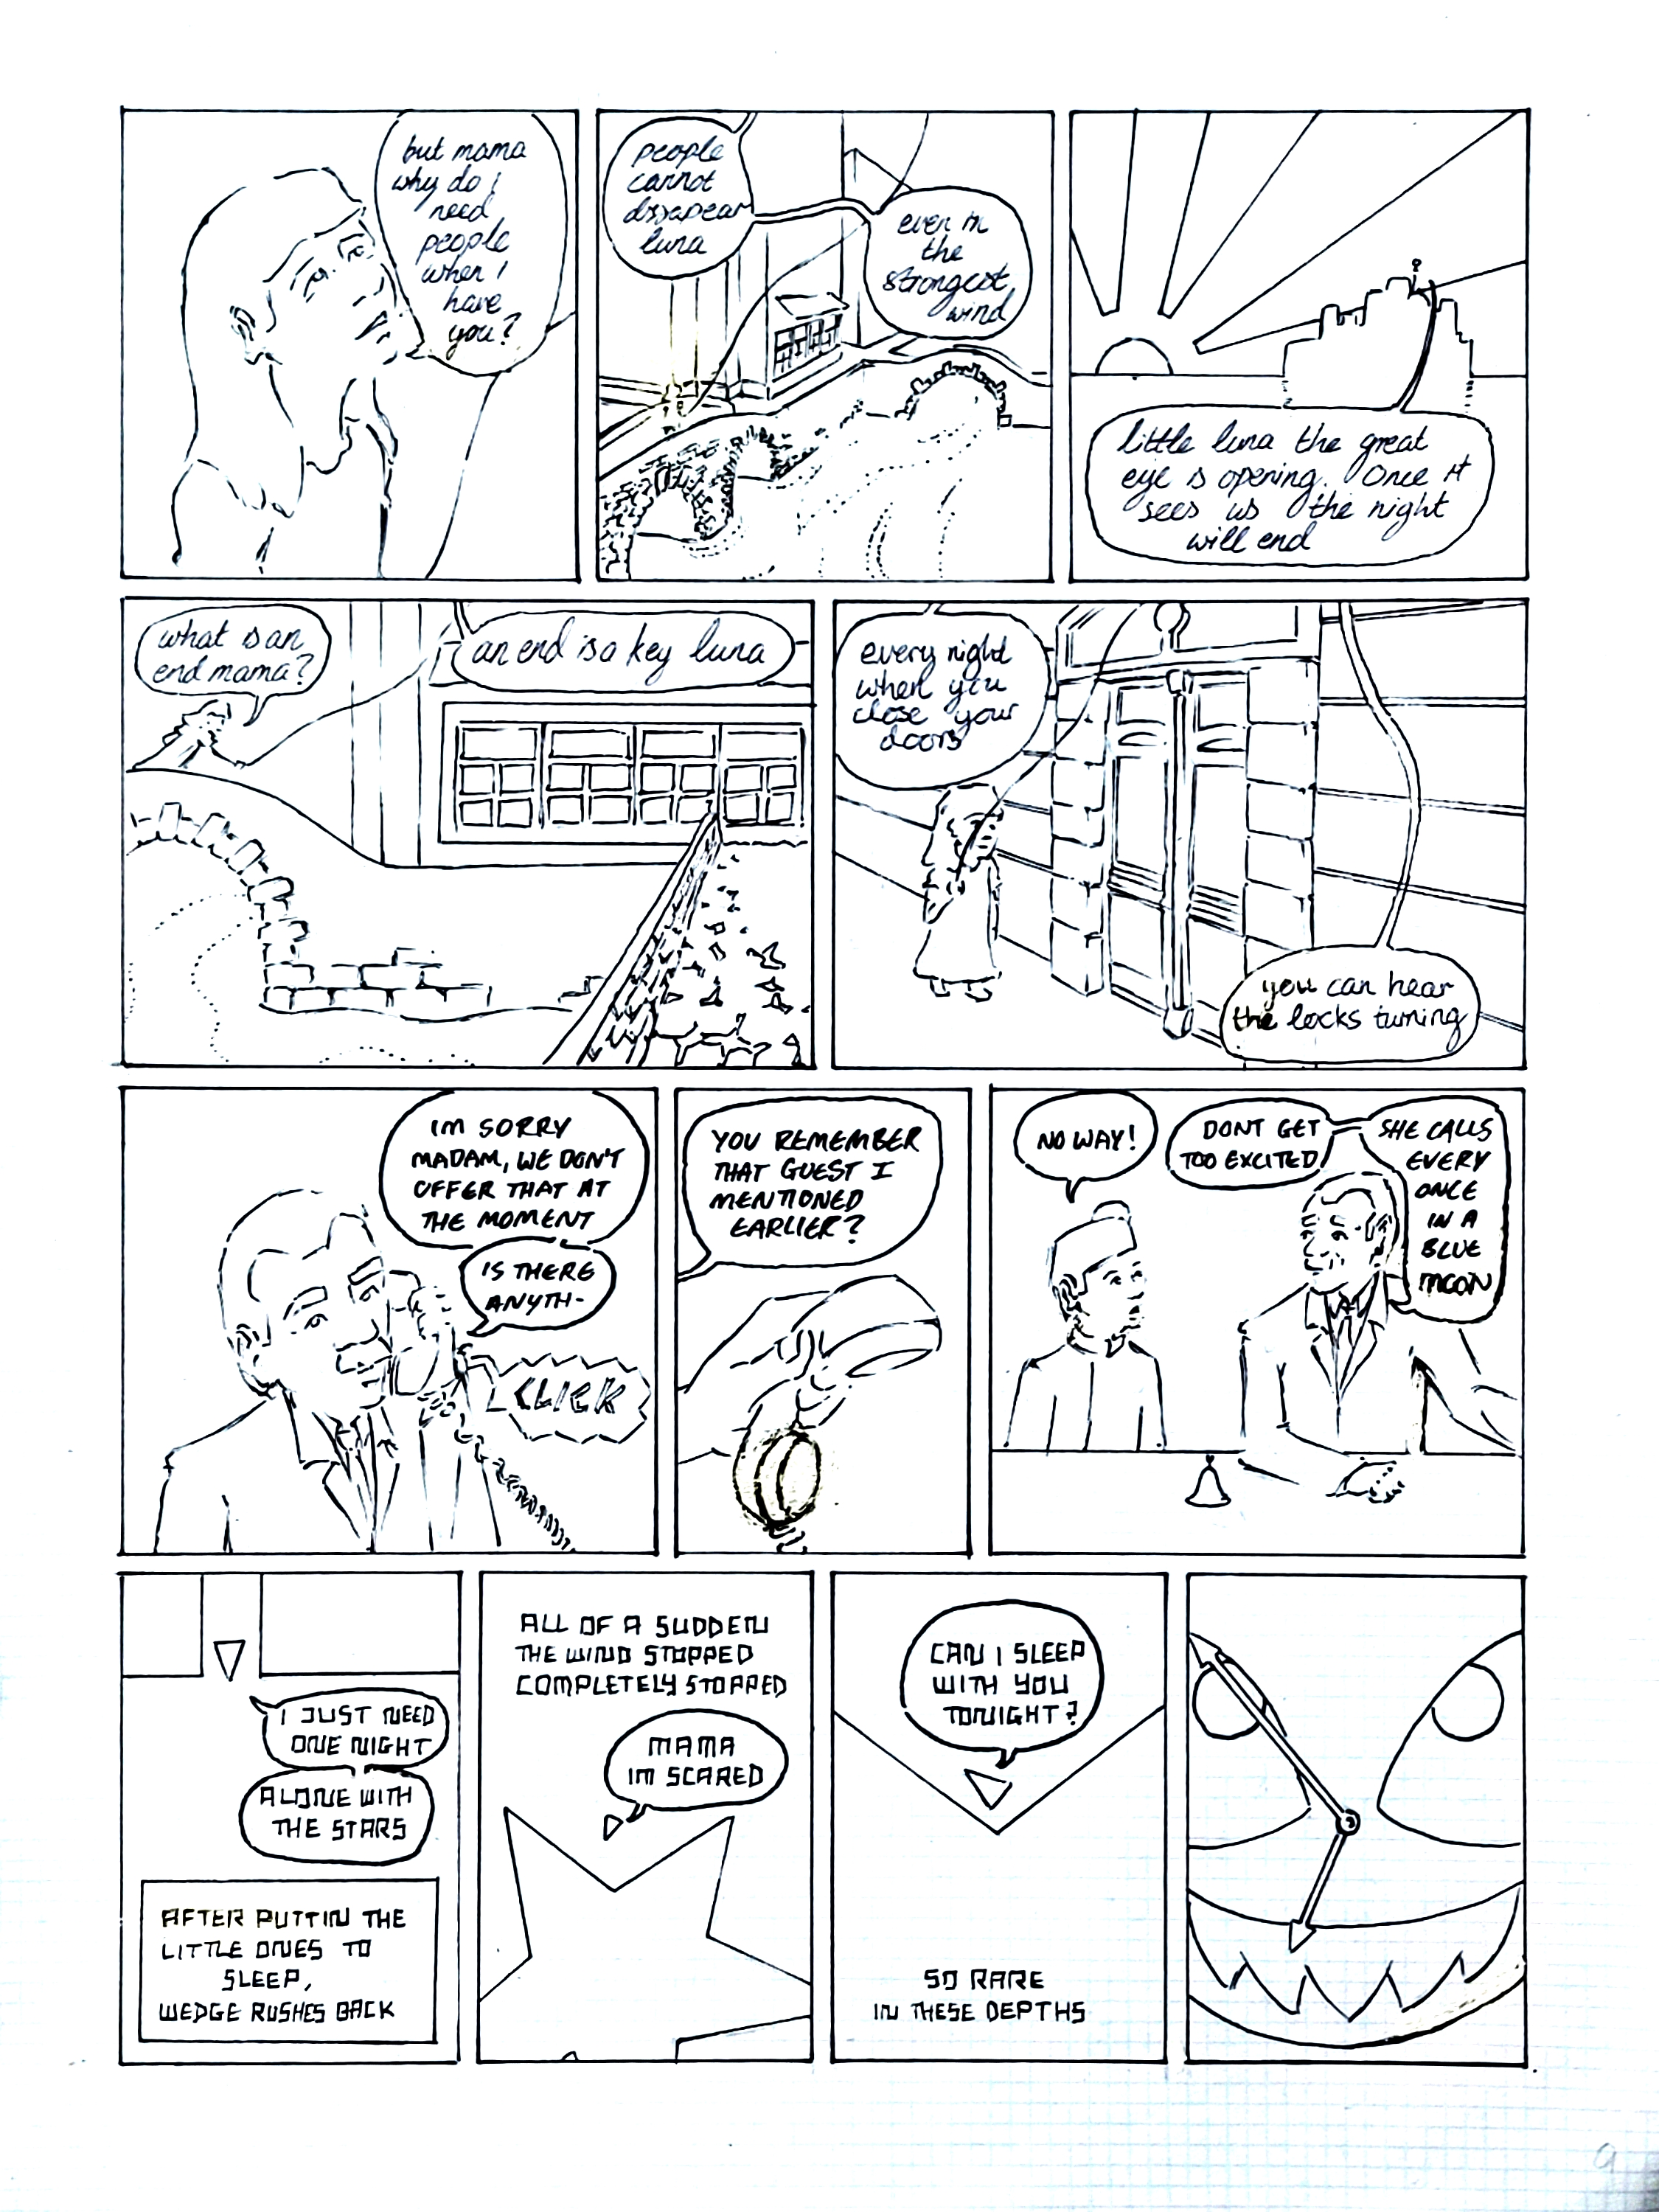 but mama
why do i
need
people
when i
have
you?
people
cannot
dissapear
luna
even in
the
strongest
wind
little luna the great
eye is opening. Once it
sees us the night
will end
what is an
end mama?
an end is a key luna
every night
when you
close your
doors
you can hear
the locks turning
IM SORRY
MADAM, WE DON'T
OFFER THAT AT
THE MOMENT
IS THERE
ANYTH-
CLICK
YOU REMEMBER
THAT GUEST I
MENTIONED
EARLIER?
NO WAY!
DONT GET
TOO EXCITED
SHE CALLS
EVERY
ONCE
IN A
BLUE
MOON
I JUST NEED
ONE NIGHT
ALONE WITH
THE STARS
AFTER PUTTIN THE
LITTLE ONES TO
SLEEP,
WEDGE RUSHES BACK
ALL OF A SUDDEN
THE WIND STOPPED
COMPLETELY STOPPED
MAMA
IM SCARED
CAN I SLEEP
WITH YOU
TONIGHT?
SO RARE
IN THESE DEPTHS
9